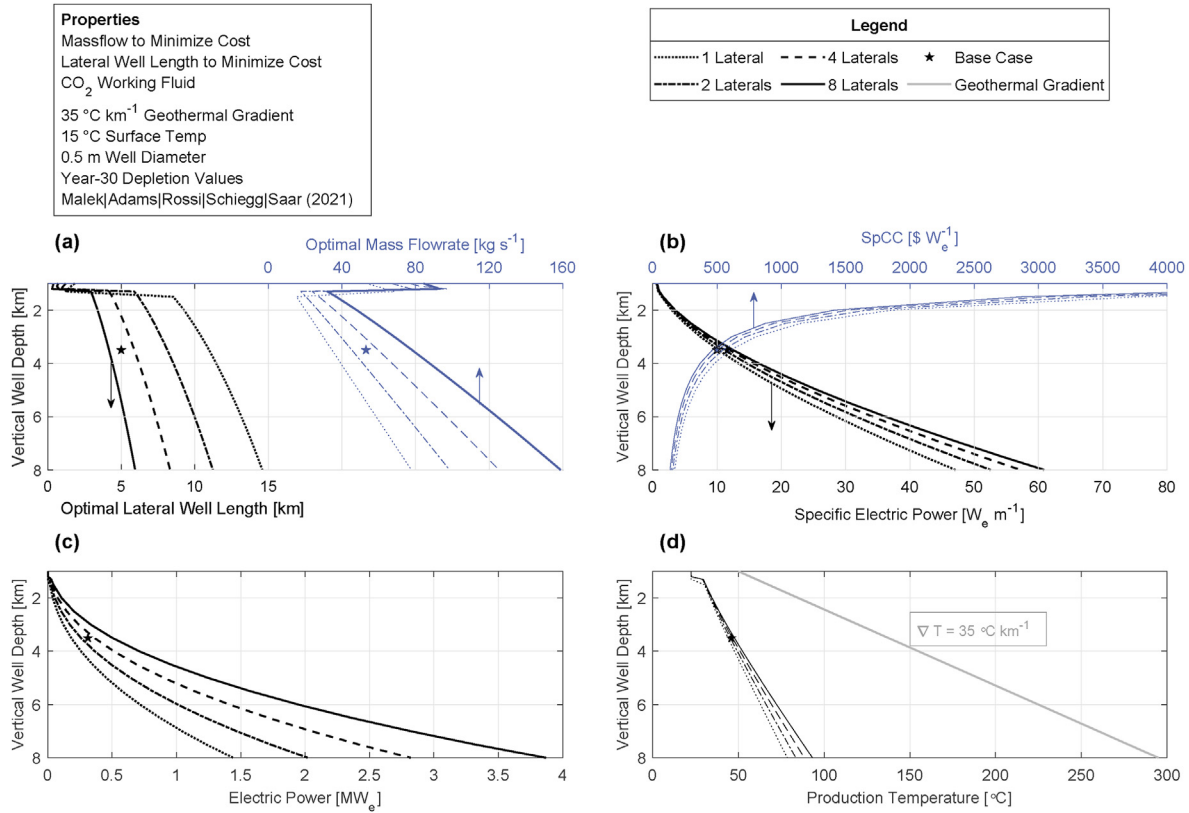 Properties
Massflow to Minimize Cost
Lateral Well Length to Minimize Cost
CO2 Working Fluid
35 °C km-1 Geothermal Gradient
15 °C Surface Temp
0.5 m Well Diameter
Year-30 Depletion Values
Malek|Adams|Rossi|Schiegg|Saar (2021)
Legend
1 Lateral
4 Laterals
Base Case
2 Laterals
8 Laterals
Geothermal Gradient
(a)
Optimal Mass Flowrate [kg s-1]
0 40 80 120 160
Vertical Well Depth [km]
2
4
6
8
0 5 10 15
Optimal Lateral Well Length [km]
(b)
SpCC [$ We-1]
0 500 1000 1500 2000 2500 3000 3500 4000
Vertical Well Depth [km]
2
4
6
8
0 10 20 30 40 50 60 70 80
Specific Electric Power [We m-1]
(c)
Vertical Well Depth [km]
2
4
6
8
0 0.5 1 1.5 2 2.5 3 3.5 4
Electric Power [MWe]
(d)
Vertical Well Depth [km]
2
4
6
8
∇ T = 35 °C km-1
0 50 100 150 200 250 300
Production Temperature [°C]